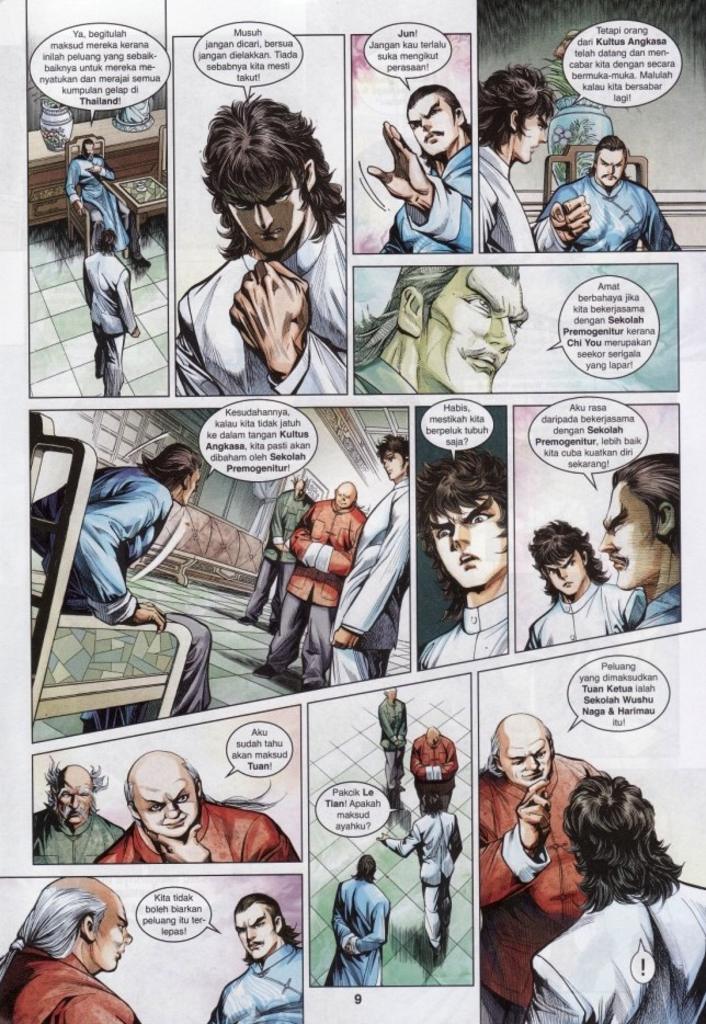 Ya, begitulah
maksud mereka kerana
inilah peluang yang sebaik-
baiknya untuk mereka me-
nyatukan dan merajai semua
kumpulan gelap di
Thailand!
Musuh
jangan dicari, bersua
jangan dielakkan. Tiada
sebabnya kita mesti
takut!
Jun!
Jangan kau terlalu
suka mengikut
perasaan!
Tetapi orang
dari Kultus Angkasa
telah datang dan men-
cabar kita dengan secara
bermuka-muka. Malulah
kalau kita bersabar
lagi!
Amat
berbahaya jika
kita bekerjasama
dengan Sekolah
Premogenitur kerana
Chi You merupakan
seekor serigala
yang lapar!
Kesudahannya,
kalau kita tidak jatuh
ke dalam tangan Kultus
Angkasa, kita pasti akan
dibaham oleh Sekolah
Premogenitur!
Habis,
mestikah kita
berpeluk tubuh
saja?
Aku rasa
daripada bekerjasama
dengan Sekolah
Premogenitur, lebih baik
kita cuba kuatkan diri
sekarang!
Aku
sudah tahu
akan maksud
Tuan!
Pakcik Le
Tian! Apakah
maksud
ayahku?
Peluang
yang dimaksudkan
Tuan Ketua ialah
Sekolah Wushu
Naga & Harimau
itu!
Kita tidak
boleh biarkan
peluang itu ter-
lepas!
!
9